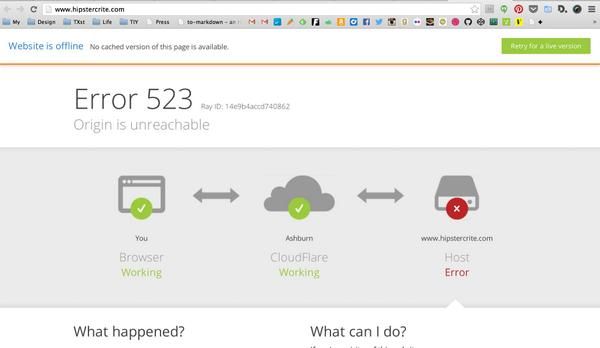 www.hipstercrite.com
Design
TXst
Life
TIY
Press
to-markdown – an H
Website is offline No cached version of this page is available.
Retry for a live version
Error 523 Ray ID: 14e9b4accd740862
Origin is unreachable
You
Browser
Working
Ashburn
CloudFlare
Working
www.hipstercrite.com
Host
Error
What happened?
What can I do?